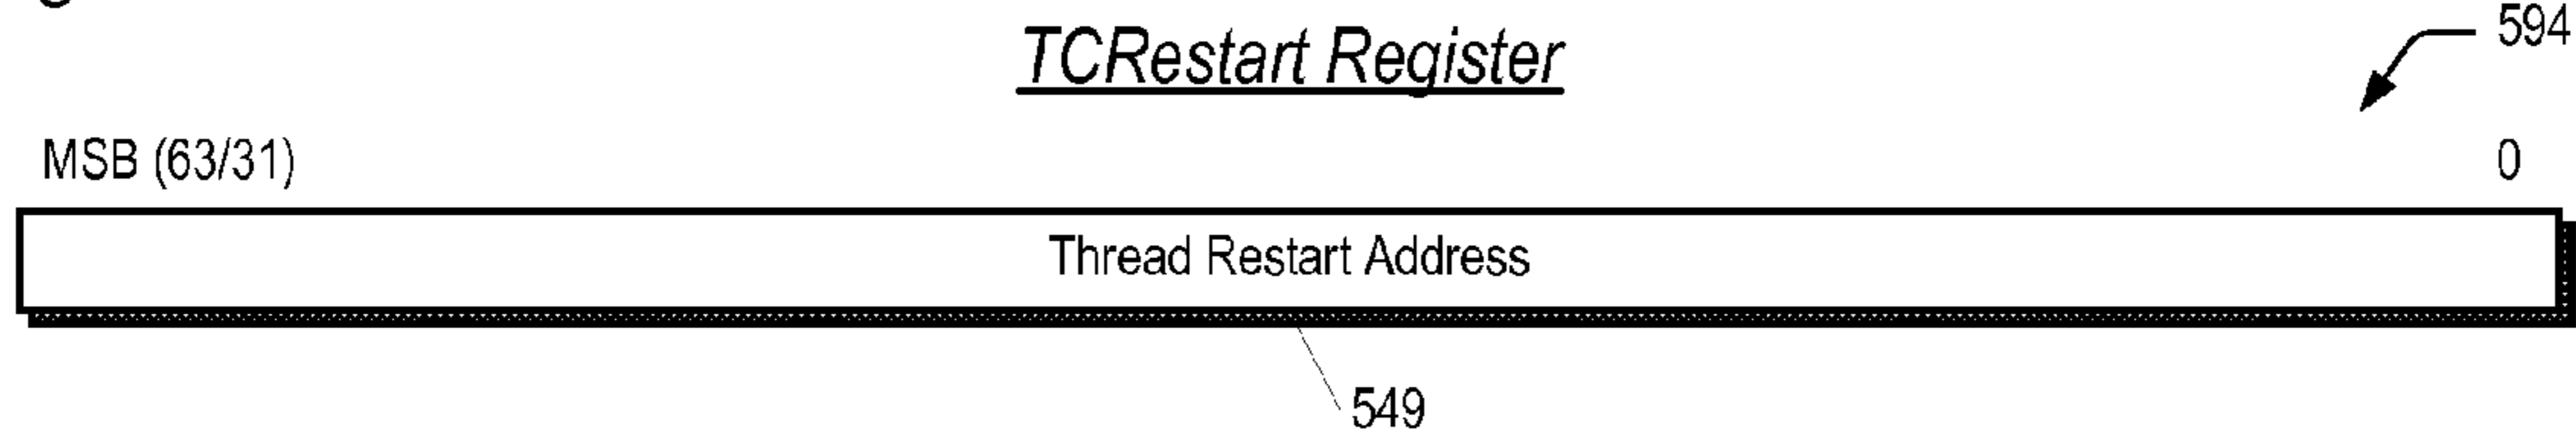 TCRestart Register
594
MSB (63/31)
0
Thread Restart Address
549